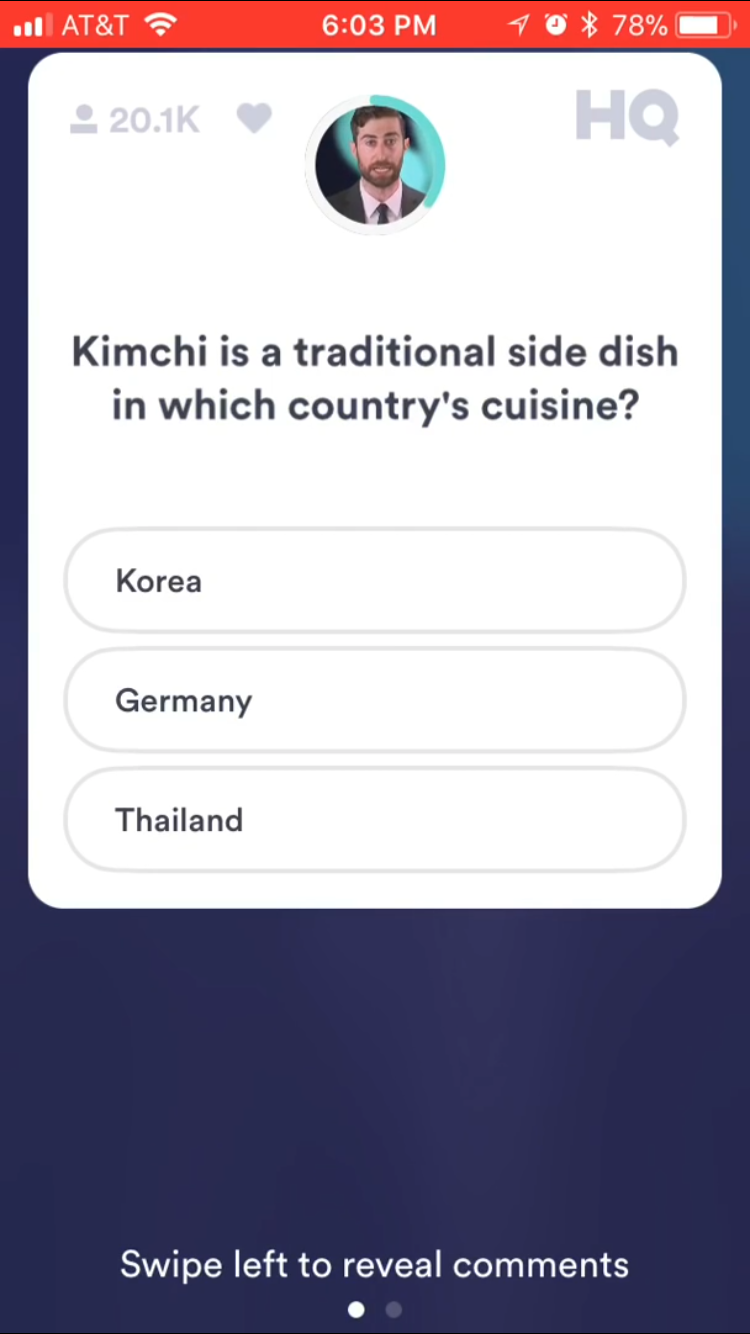 AT&T 6:03 PM 78%
20.1K HQ
Kimchi is a traditional side dish
in which country's cuisine?
Korea
Germany
Thailand
Swipe left to reveal comments